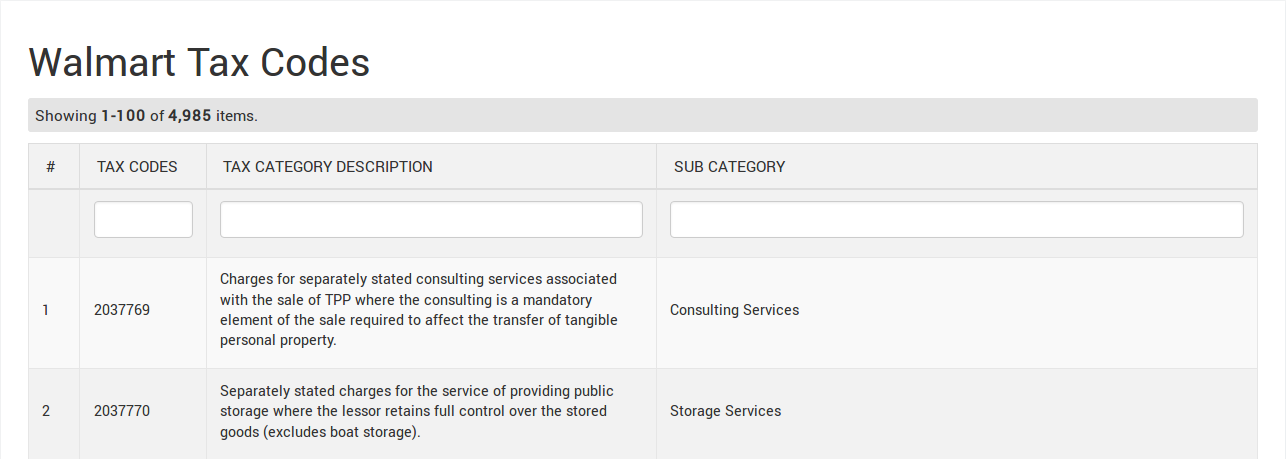 Walmart Tax Codes
Showing 1-100 of 4,985 items.
# TAX CODES TAX CATEGORY DESCRIPTION SUB CATEGORY
Charges for separately stated consulting services associated
with the sale of TPP where the consulting is a mandatory
1 2037769 Consulting Services
element of the sale required to affect the transfer of tangible
personal property.
Separately stated charges for the service of providing public
2 2037770 storage where the lessor retains full control over the stored Storage Services
goods (excludes boat storage).